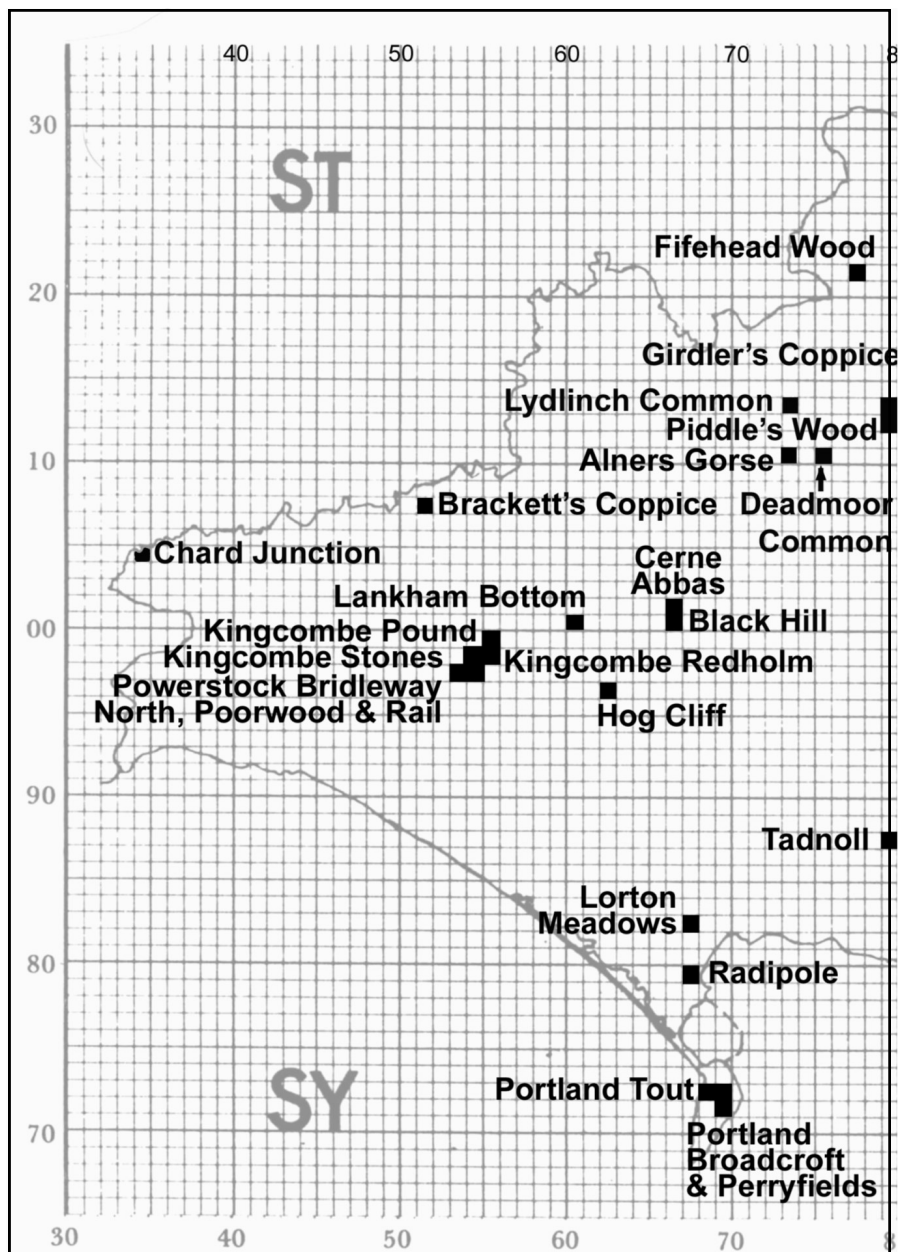 40 50 60 70 8
30
ST
Fifehead Wood
20
Girdler's Coppice
Lydlinch Common
Piddle's Wood
10
Alners Gorse
Brackett's Coppice
Deadmoor
Common
Chard Junction
Cerne
Abbas
Lankham Bottom
00
Black Hill
Kingcombe Pound
Kingcombe Stones
Kingcombe Redholm
Powerstock Bridleway
North, Poorwood & Rail
Hog Cliff
90
Tadnoll
Lorton
Meadows
80
Radipole
SY
Portland Tout
70
Portland
Broadcroft
& Perryfields
30 40 50 60 70 8